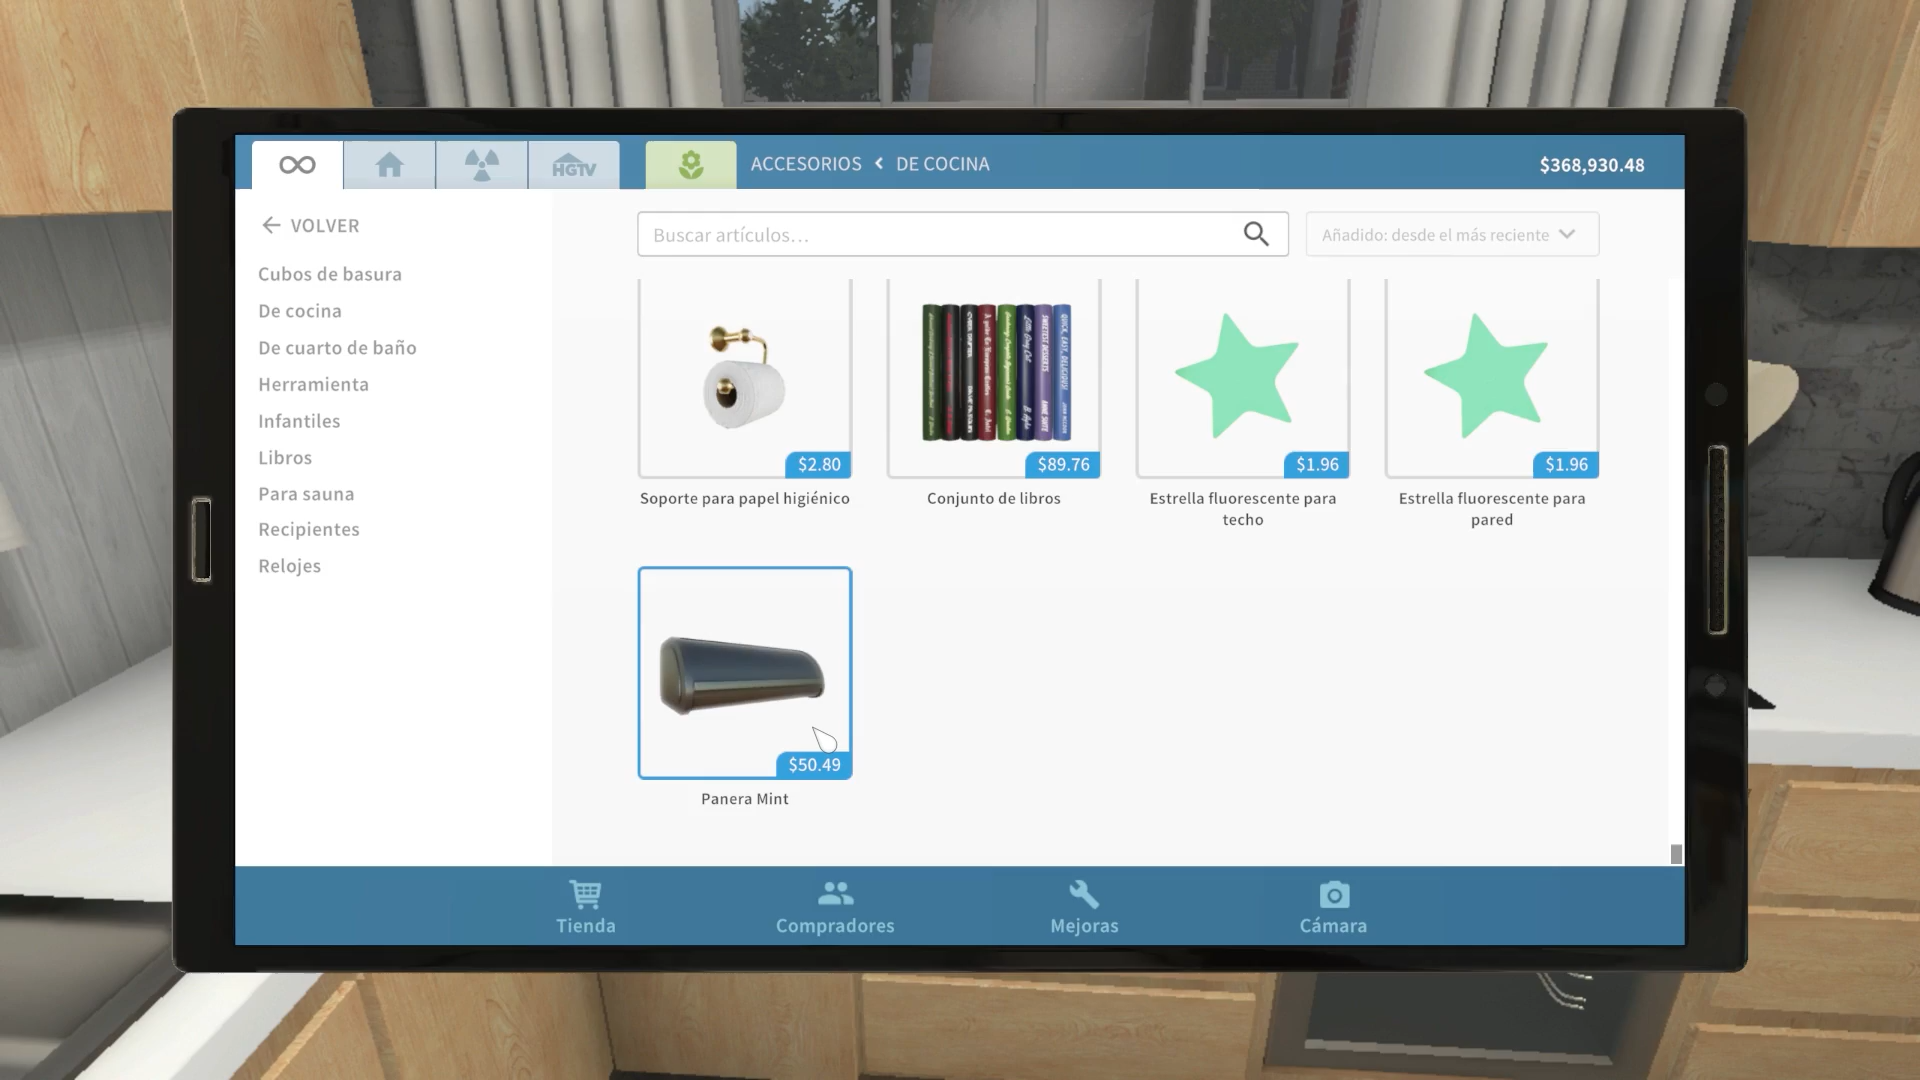 HGTV
ACCESORIOS < DE COCINA
$368,930.48
VOLVER
Buscar artículos...
Añadido: desde el más reciente
Cubos de basura
De cocina
De cuarto de baño
Herramienta
Infantiles
Libros
Para sauna
Recipientes
Relojes
$2.80
$89.76
$1.96
$1.96
Soporte para papel higiénico
Conjunto de libros
Estrella fluorescente para
techo
Estrella fluorescente para
pared
$50.49
Panera Mint
Tienda
Compradores
Mejoras
Cámara